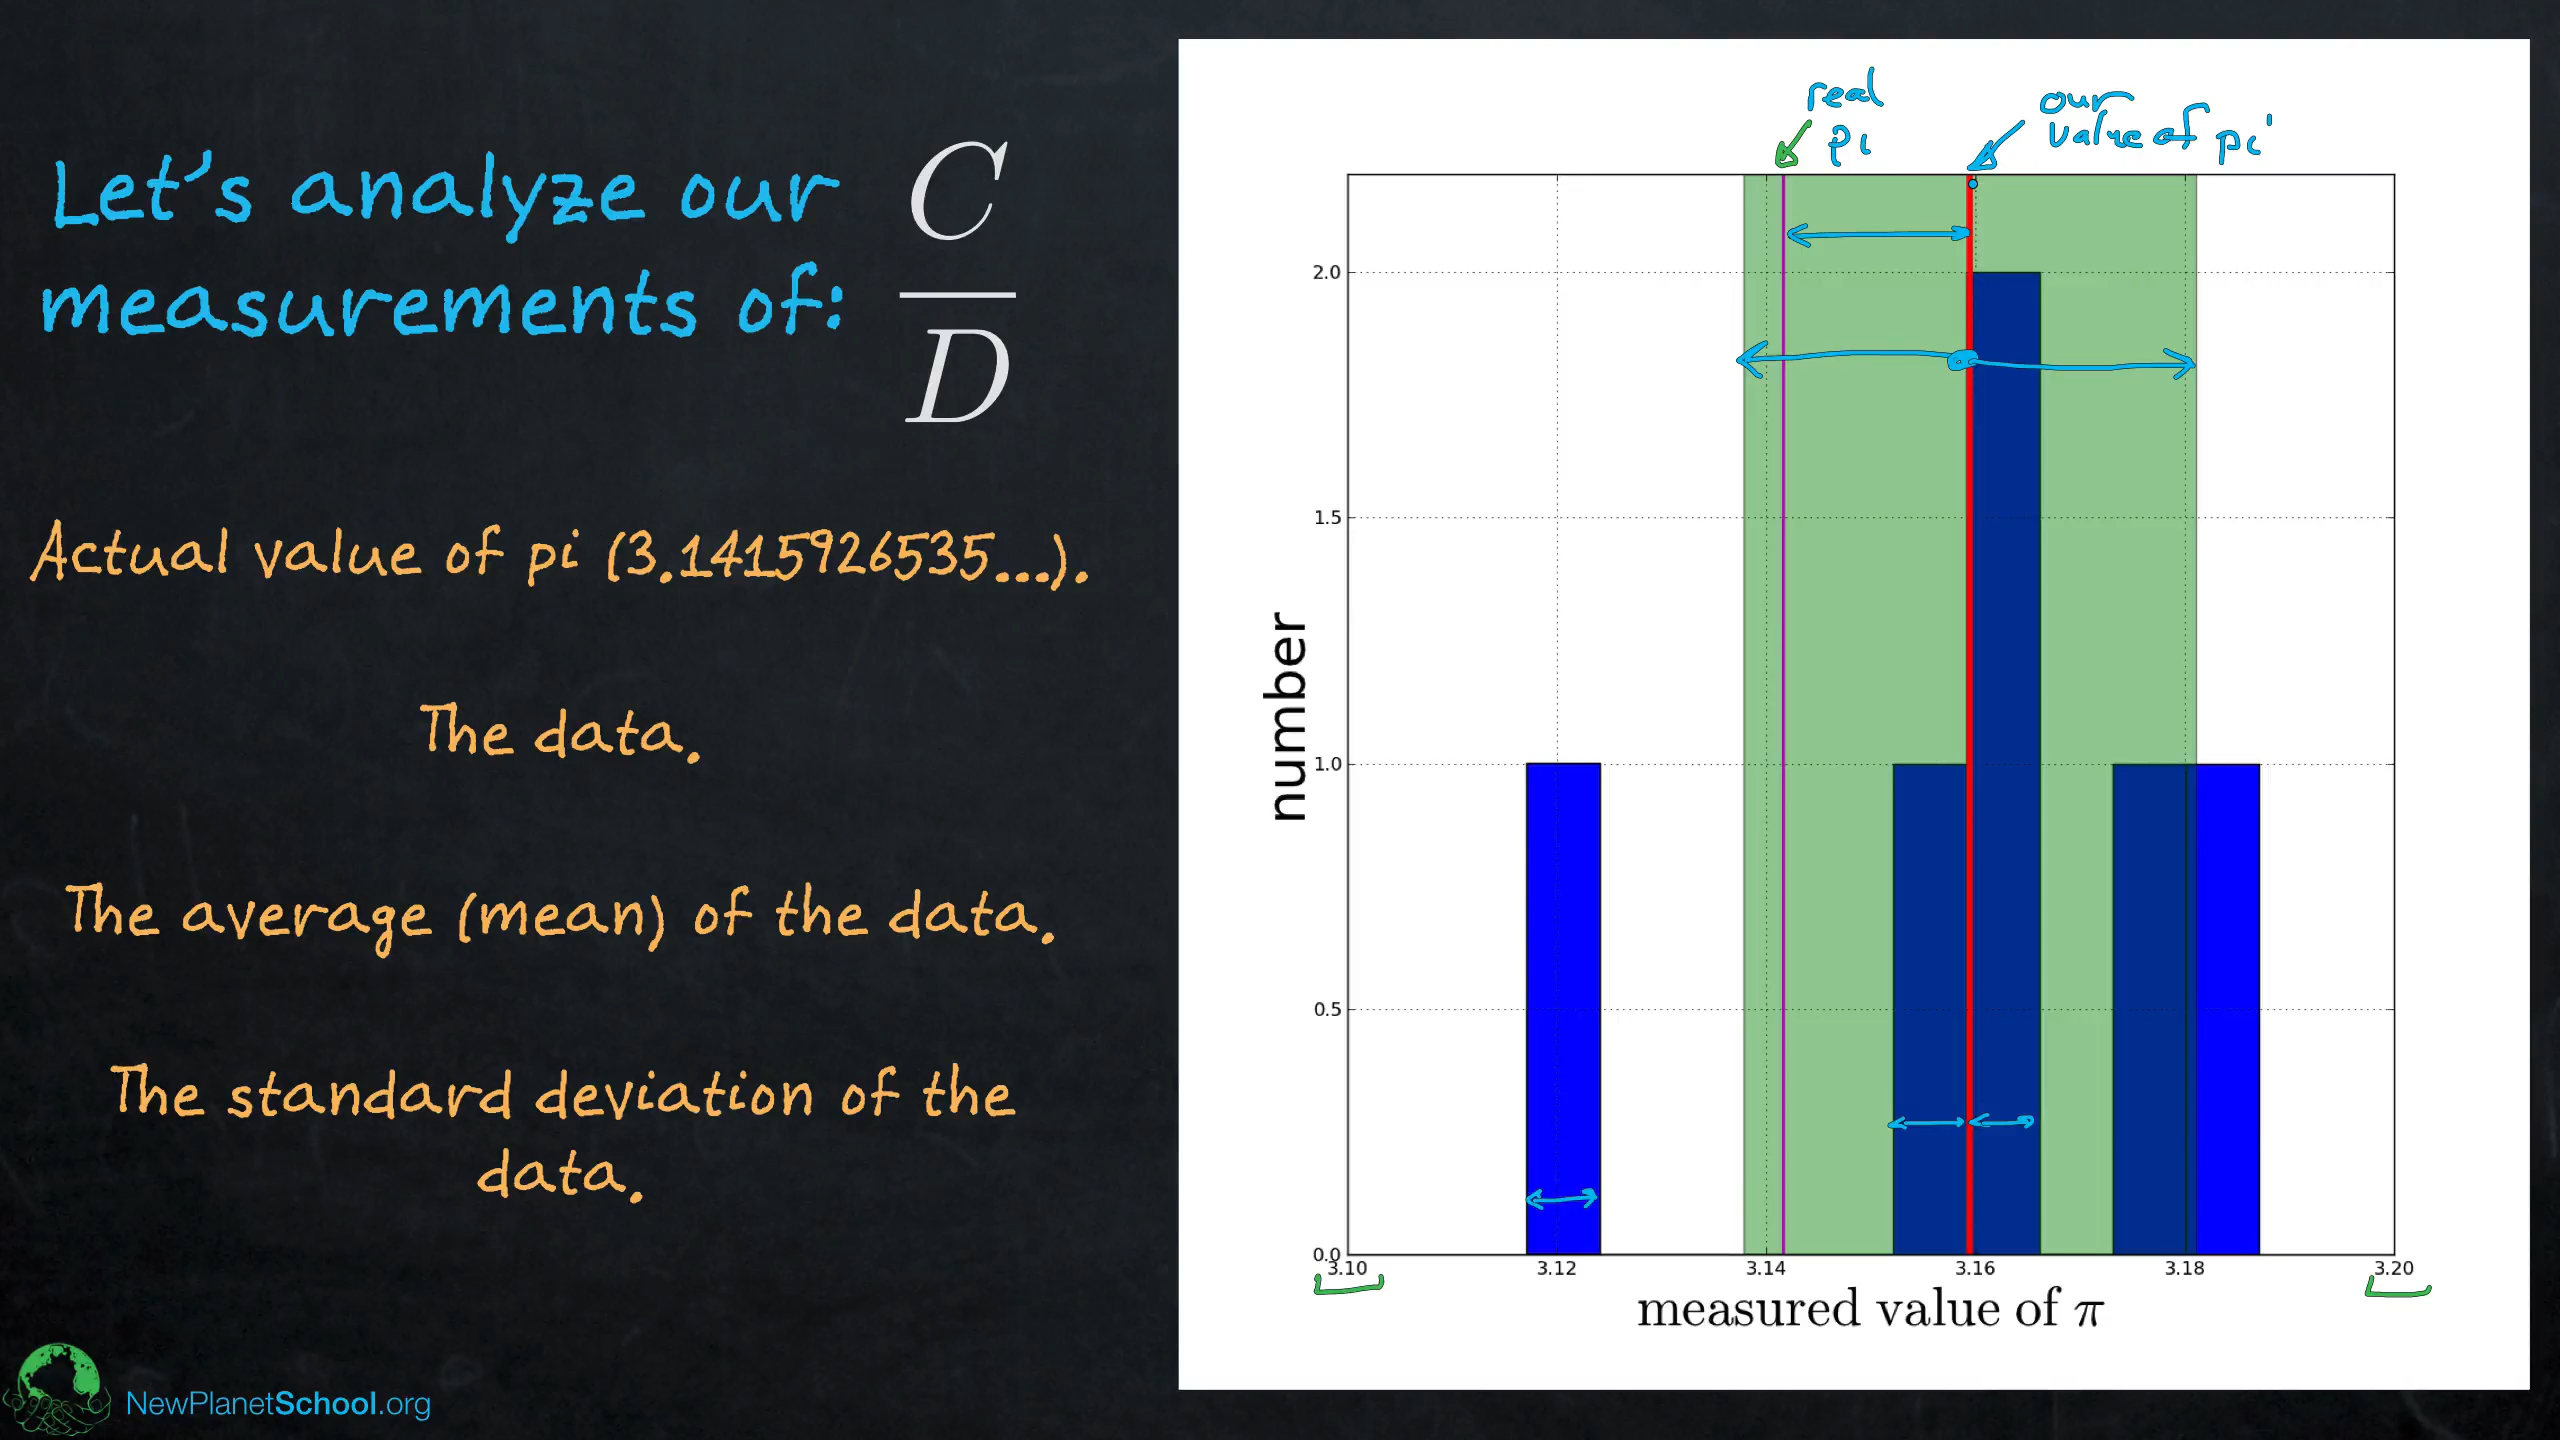 Let's analyze our
measurements of:
C
D
Actual value of pi (3.1415926535...).
The data.
The average (mean) of the data.
The standard deviation of the
data.
NewPlanetSchool.org
real
pi
our
value of pi
2.0
1.5
1.0
0.5
0.0
number
3.10 3.12 3.14 3.16 3.18 3.20
measured value of π